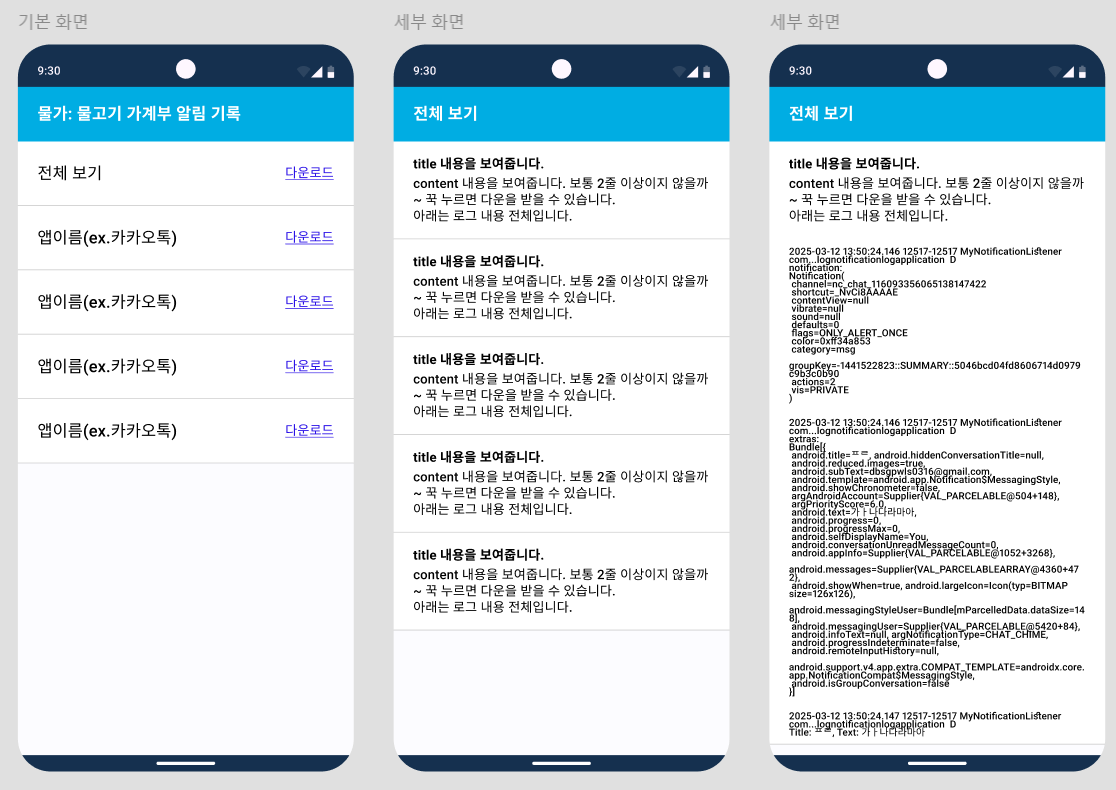 기본 화면
9:30
물가: 물고기 가계부 알림 기록
전체 보기
다운로드
앱이름(ex.카카오톡)
다운로드
앱이름(ex.카카오톡)
다운로드
앱이름(ex.카카오톡)
다운로드
앱이름(ex.카카오톡)
다운로드
세부 화면
9:30
전체 보기
title 내용을 보여줍니다.
content 내용을 보여줍니다. 보통 2줄 이상이지 않을까
~ 꾹 누르면 다운을 받을 수 있습니다.
아래는 로그 내용 전체입니다.
title 내용을 보여줍니다.
content 내용을 보여줍니다. 보통 2줄 이상이지 않을까
~ 꾹 누르면 다운을 받을 수 있습니다.
아래는 로그 내용 전체입니다.
title 내용을 보여줍니다.
content 내용을 보여줍니다. 보통 2줄 이상이지 않을까
~ 꾹 누르면 다운을 받을 수 있습니다.
아래는 로그 내용 전체입니다.
title 내용을 보여줍니다.
content 내용을 보여줍니다. 보통 2줄 이상이지 않을까
~ 꾹 누르면 다운을 받을 수 있습니다.
아래는 로그 내용 전체입니다.
title 내용을 보여줍니다.
content 내용을 보여줍니다. 보통 2줄 이상이지 않을까
~ 꾹 누르면 다운을 받을 수 있습니다.
아래는 로그 내용 전체입니다.
세부 화면
9:30
전체 보기
title 내용을 보여줍니다.
content 내용을 보여줍니다. 보통 2줄 이상이지 않을까
~ 꾹 누르면 다운을 받을 수 있습니다.
아래는 로그 내용 전체입니다.
2025-03-12 13:50:24.146 12517-12517 MyNotificationListener
com...lognotificationlogapplication D
notification:
Notification(
channel=nc_chat_116093356065138147422
shortcut=_NvCi8AAAAE
contentView=null
vibrate=null
sound=null
defaults=0
flags=ONLY_ALERT_ONCE
color=0xff34a853
category=msg
groupKey=-1441522823::SUMMARY::5046bcd04fd8606714d0979
c9b3c0b90
actions=2
vis=PRIVATE
)
2025-03-12 13:50:24.146 12517-12517 MyNotificationListener
com...lognotificationlogapplication D
extras:
Bundle[{
android.title=ㅍㄹ, android.hiddenConversationTitle=null,
android.reduced.images=true,
android.subText=dbsgpwls0316@gmail.com,
android.template=android.app.Notification$MessagingStyle,
android.showChronometer=false,
argAndroidAccount=Supplier{VAL_PARCELABLE@504+148},
argPriorityScore=6.0,
android.text=가ㅏ나다라마아,
android.progress=0,
android.progressMax=0,
android.selfDisplayName=You,
android.conversationUnreadMessageCount=0,
android.appInfo=Supplier{VAL_PARCELABLE@1052+3268},
android.messages=Supplier{VAL_PARCELABLEARRAY@4360+47
2},
android.showWhen=true, android.largeIcon=Icon(typ=BITMAP
size=126x126),
android.messagingStyleUser=Bundle[mParcelledData.dataSize=14
8],
android.messagingUser=Supplier{VAL_PARCELABLE@5420+84},
android.infoText=null, argNotificationType=CHAT_CHIME,
android.progressIndeterminate=false,
android.remoteInputHistory=null,
android.support.v4.app.extra.COMPAT_TEMPLATE=androidx.core.
app.NotificationCompat$MessagingStyle,
android.isGroupConversation=false
}]
2025-03-12 13:50:24.147 12517-12517 MyNotificationListener
com...lognotificationlogapplication D
Title: ㅍㄹ, Text: 가ㅏ나다라마아